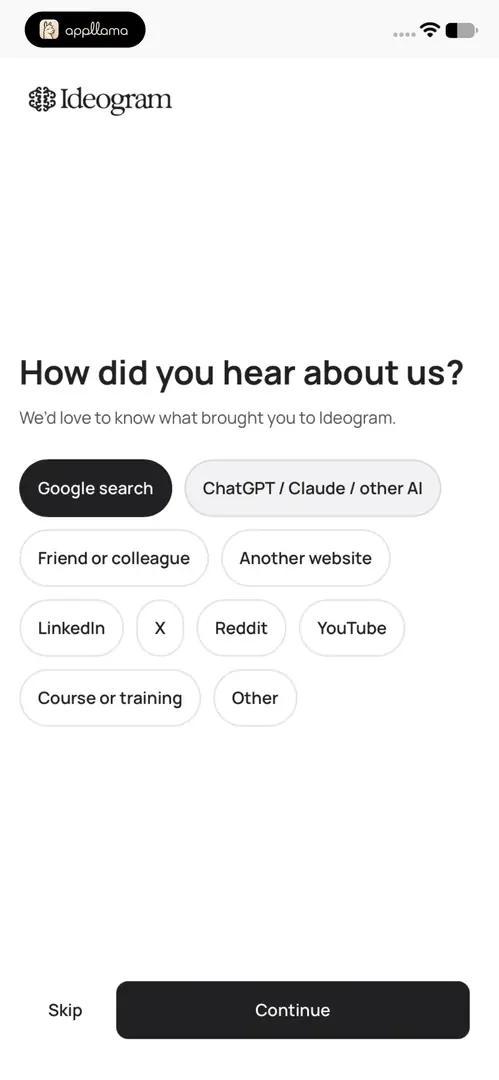 appllama
Ideogram
How did you hear about us?
We'd love to know what brought you to Ideogram.
Google search
ChatGPT / Claude / other AI
Friend or colleague
Another website
LinkedIn
X
Reddit
YouTube
Course or training
Other
Skip
Continue